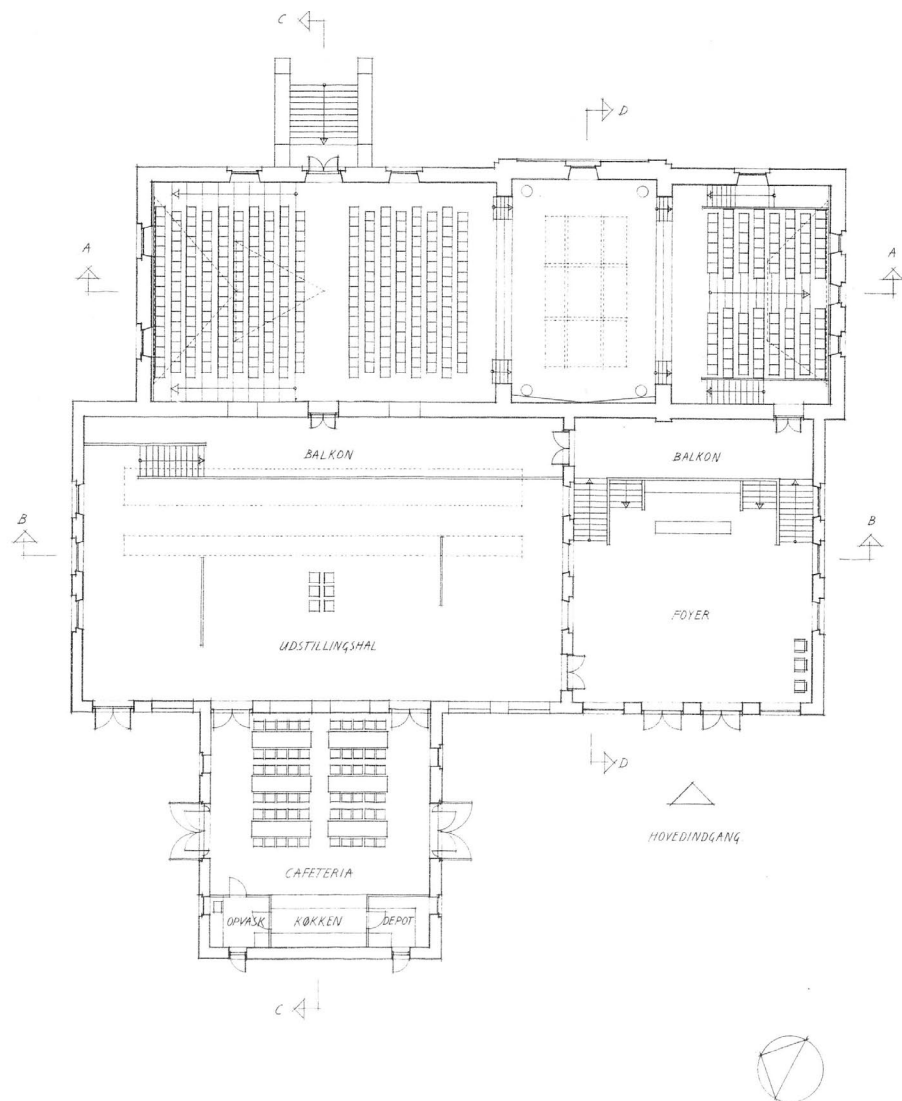 C
D
A
A
BALKON
BALKON
B
B
FOYER
UDSTILLINGSHAL
D
HOVEDINDGANG
CAFETERIA
OPVASK
KØKKEN
DEPOT
C